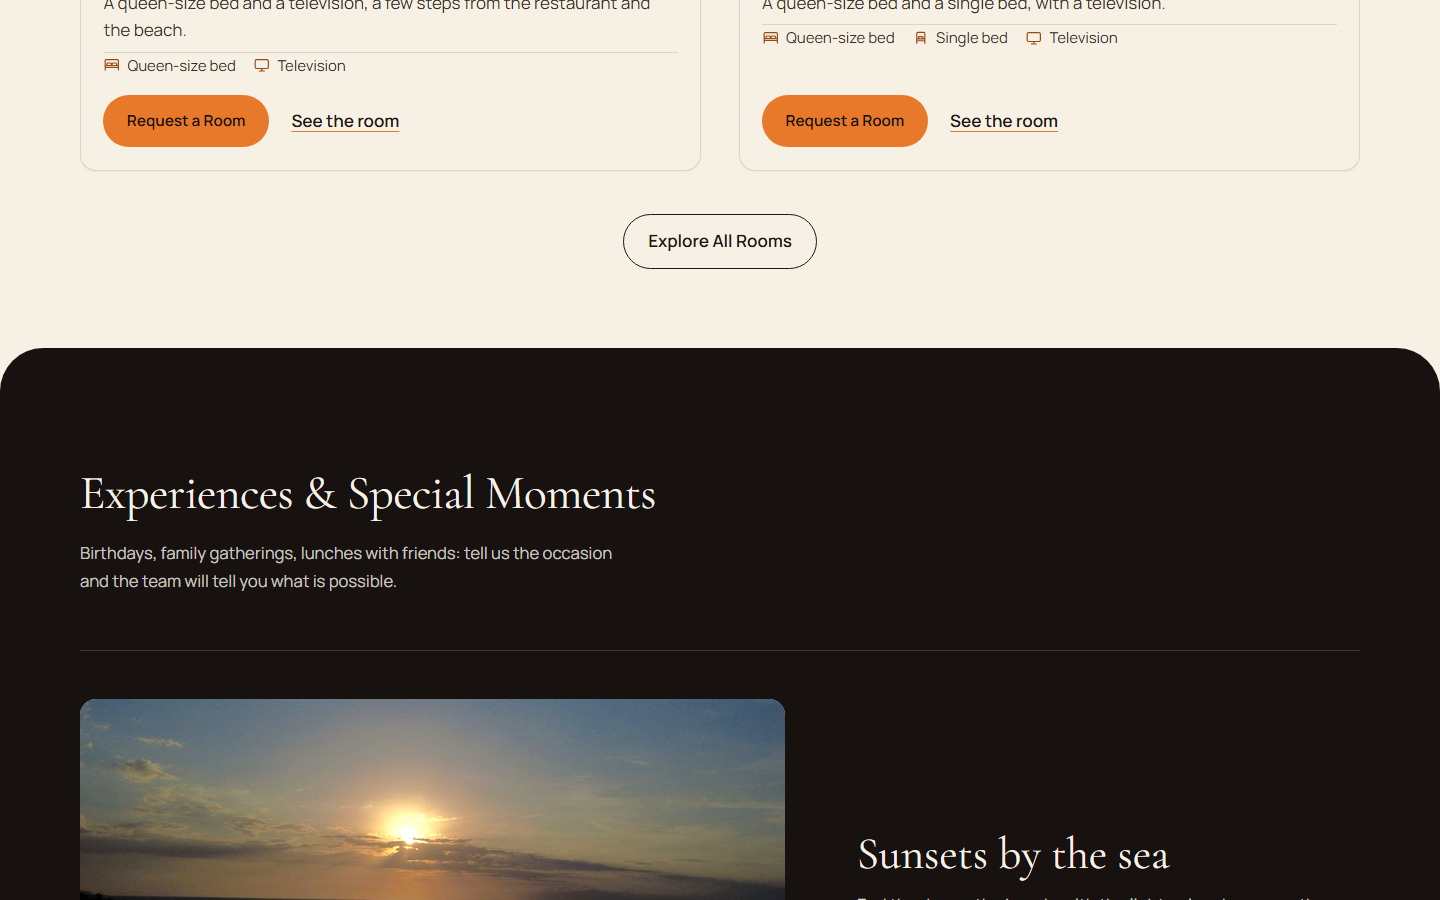 A queen-size bed and a television, a few steps from the restaurant and
the beach.
Queen-size bed Television
Request a Room See the room
A queen-size bed and a single bed, with a television.
Queen-size bed Single bed Television
Request a Room See the room
Explore All Rooms
Experiences & Special Moments
Birthdays, family gatherings, lunches with friends: tell us the occasion
and the team will tell you what is possible.
Sunsets by the sea